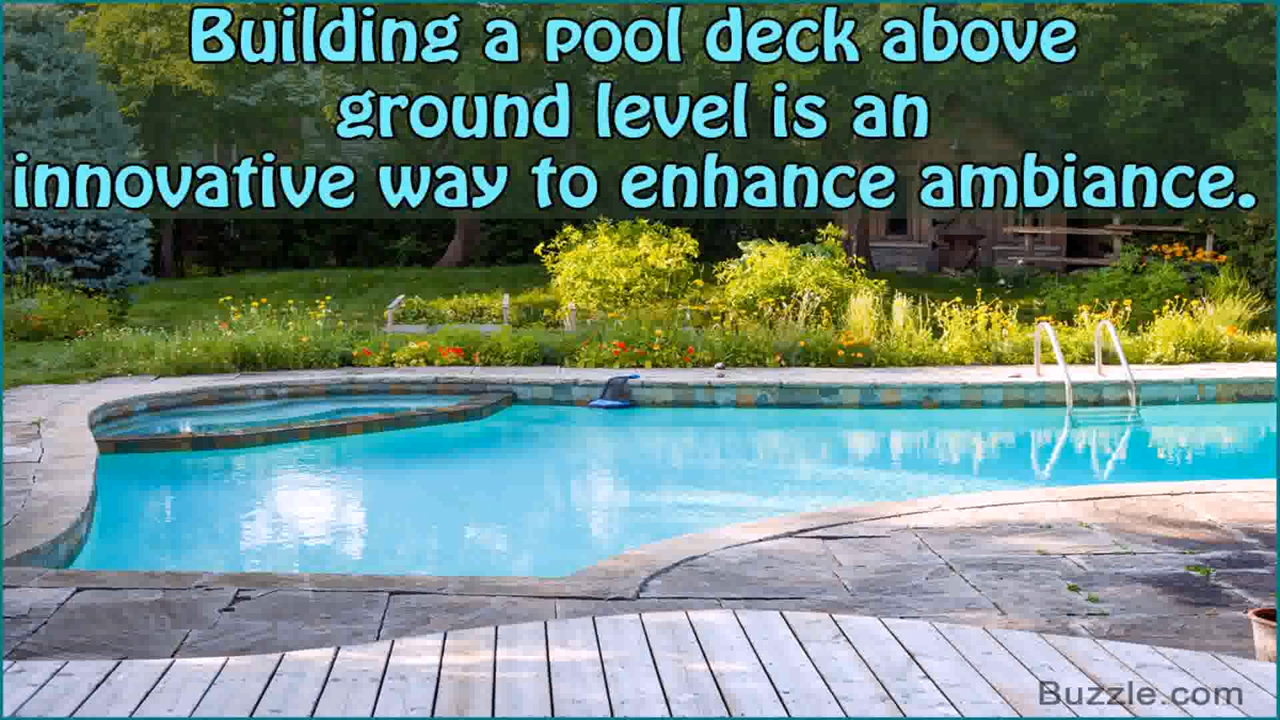 Building a pool deck above
ground level is an
innovative way to enhance ambiance.
Buzzle.com